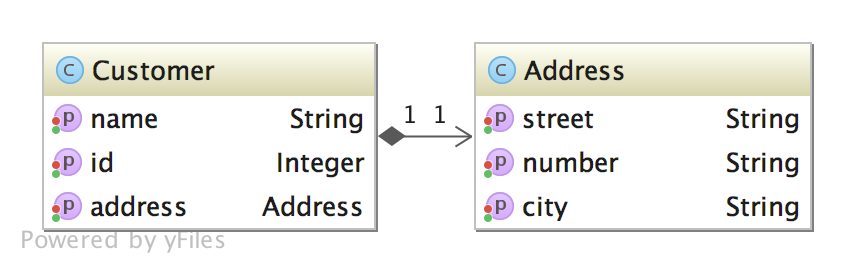 C Customer
p name String
p id Integer
p address Address
1 1
C Address
p street String
p number String
p city String
Powered by yFiles